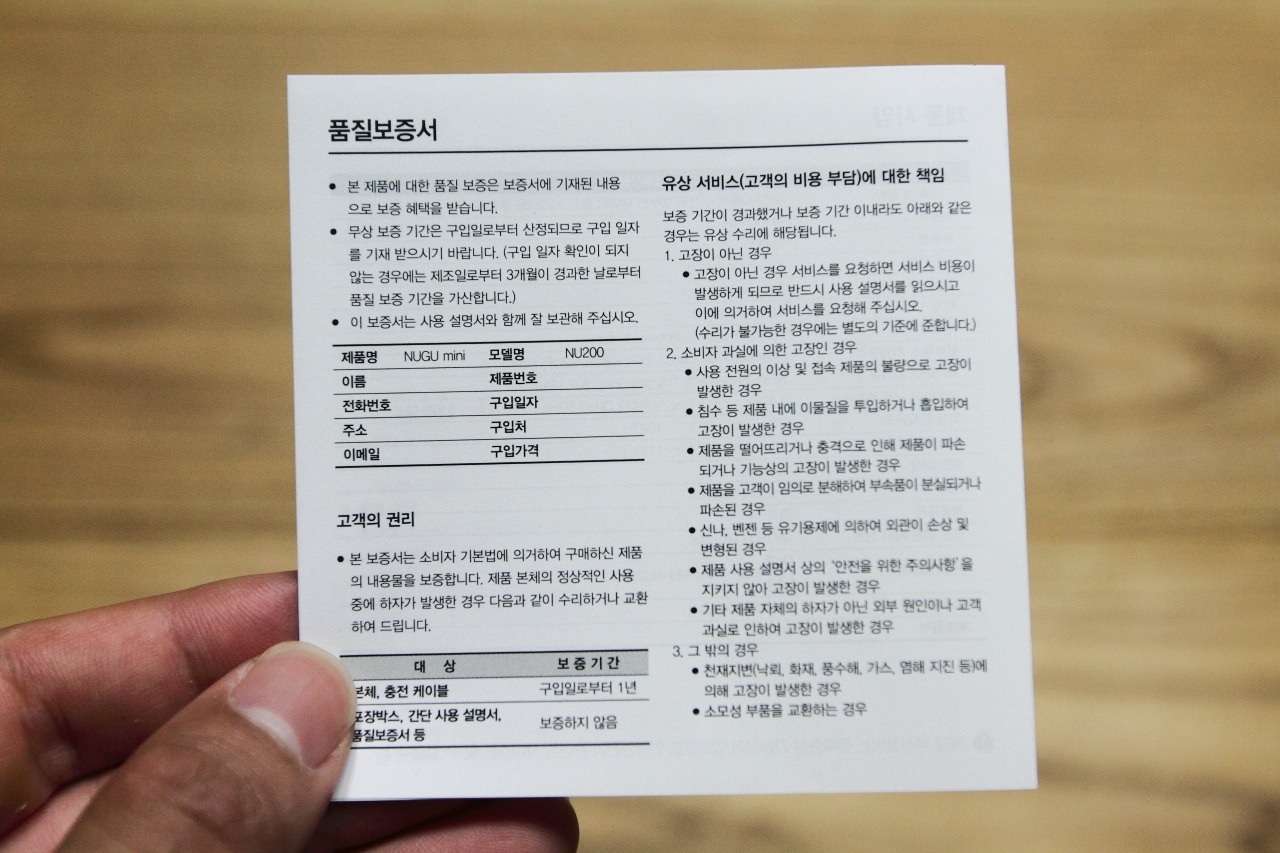 품질보증서
● 본 제품에 대한 품질 보증은 보증서에 기재된 내용
으로 보증 혜택을 받습니다.
● 무상 보증 기간은 구입일로부터 산정되므로 구입 일자
를 기재 받으시기 바랍니다. (구입 일자 확인이 되지
않는 경우에는 제조일로부터 3개월이 경과한 날로부터
품질 보증 기간을 가산합니다.)
● 이 보증서는 사용 설명서와 함께 잘 보관해 주십시오.
제품명 NUGU mini 모델명 NU200
이름 제품번호
전화번호 구입일자
주소 구입처
이메일 구입가격
고객의 권리
● 본 보증서는 소비자 기본법에 의거하여 구매하신 제품
의 내용물을 보증합니다. 제품 본체의 정상적인 사용
중에 하자가 발생한 경우 다음과 같이 수리하거나 교환
하여 드립니다.
대 상 보증기간
본체, 충전 케이블 구입일로부터 1년
포장박스, 간단 사용 설명서,
품질보증서 등 보증하지 않음
유상 서비스(고객의 비용 부담)에 대한 책임
보증 기간이 경과했거나 보증 기간 이내라도 아래와 같은
경우는 유상 수리에 해당됩니다.
1. 고장이 아닌 경우
● 고장이 아닌 경우 서비스를 요청하면 서비스 비용이
발생하게 되므로 반드시 사용 설명서를 읽으시고
이에 의거하여 서비스를 요청해 주십시오.
(수리가 불가능한 경우에는 별도의 기준에 준합니다.)
2. 소비자 과실에 의한 고장인 경우
● 사용 전원의 이상 및 접속 제품의 불량으로 고장이
발생한 경우
● 침수 등 제품 내에 이물질을 투입하거나 흡입하여
고장이 발생한 경우
● 제품을 떨어뜨리거나 충격으로 인해 제품이 파손
되거나 기능상의 고장이 발생한 경우
● 제품을 고객이 임의로 분해하여 부속품이 분실되거나
파손된 경우
● 신나, 벤젠 등 유기용제에 의하여 외관이 손상 및
변형된 경우
● 제품 사용 설명서 상의 '안전을 위한 주의사항'을
지키지 않아 고장이 발생한 경우
● 기타 제품 자체의 하자가 아닌 외부 원인이나 고객
과실로 인하여 고장이 발생한 경우
3. 그 밖의 경우
● 천재지변(낙뢰, 화재, 풍수해, 가스, 염해 지진 등)에
의해 고장이 발생한 경우
● 소모성 부품을 교환하는 경우